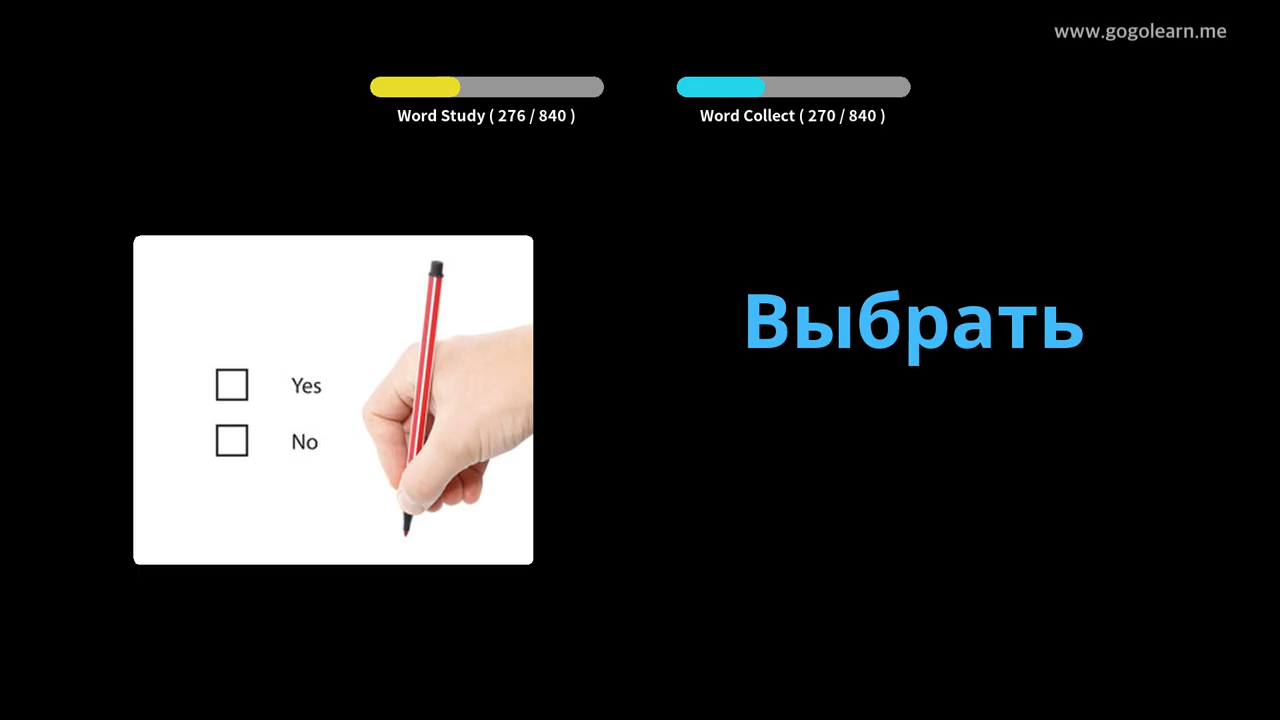 www.gogolearn.me
Word Study ( 276 / 840 )
Word Collect ( 270 / 840 )
Выбрать
Yes
No